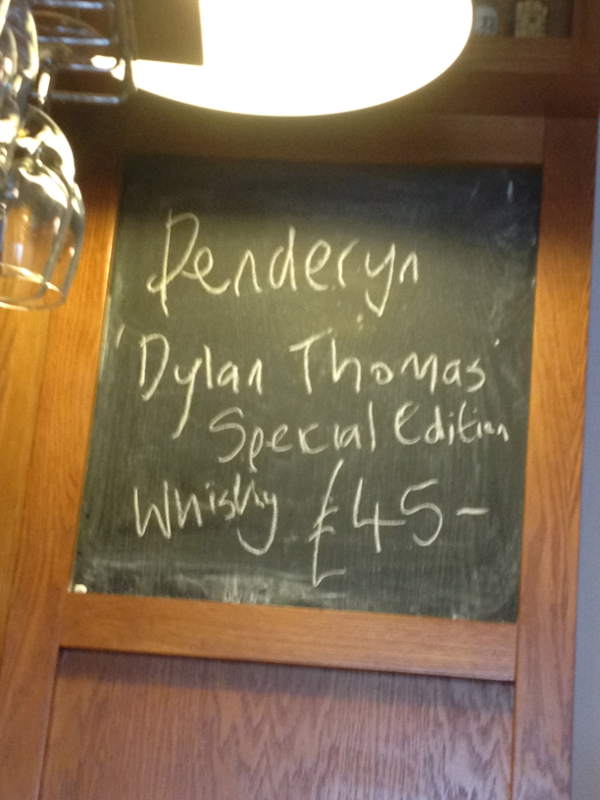 Penderyn
'Dylan Thomas'
Special Edition
Whisky £45-